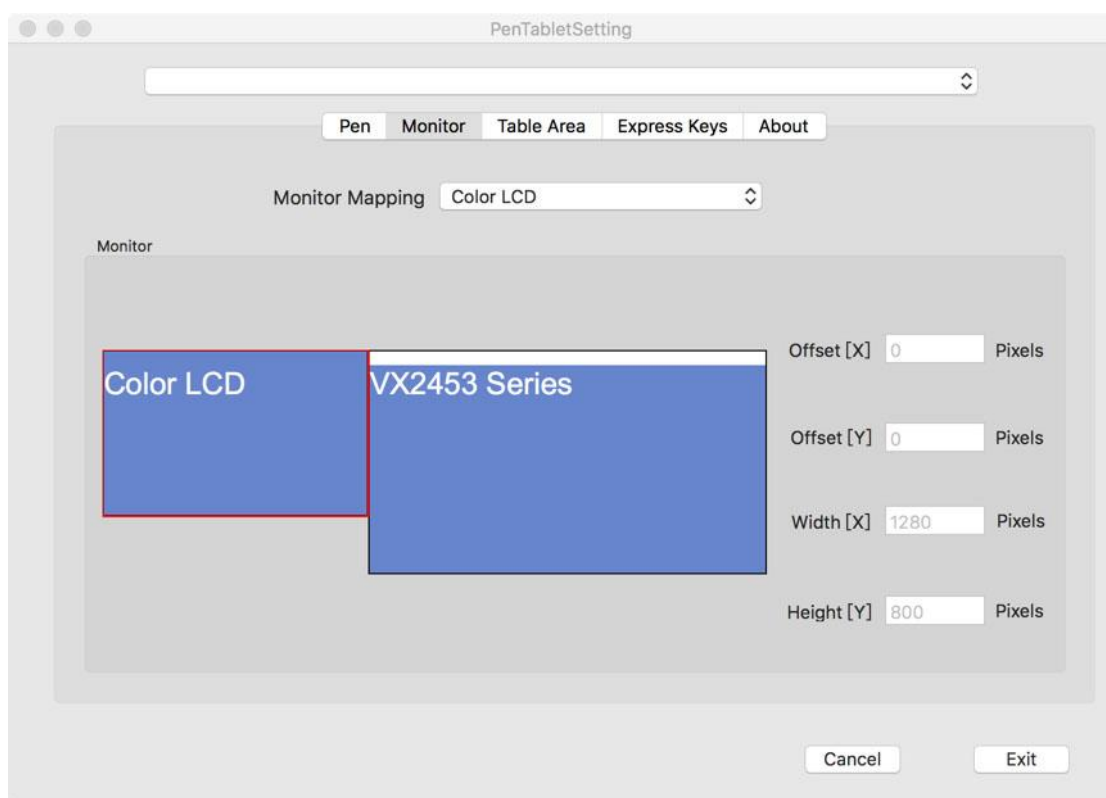 PenTabletSetting
Pen Monitor Table Area Express Keys About
Monitor Mapping Color LCD
Monitor
Color LCD
VX2453 Series
Offset [X] 0 Pixels
Offset [Y] 0 Pixels
Width [X] 1280 Pixels
Height [Y] 800 Pixels
Cancel Exit